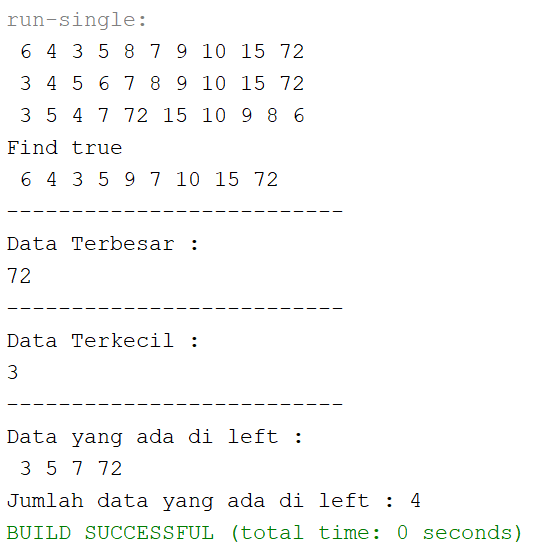 run-single:
6 4 3 5 8 7 9 10 15 72
3 4 5 6 7 8 9 10 15 72
3 5 4 7 72 15 10 9 8 6
Find true
6 4 3 5 9 7 10 15 72
--------------------------
Data Terbesar :
72
--------------------------
Data Terkecil :
3
--------------------------
Data yang ada di left :
3 5 7 72
Jumlah data yang ada di left : 4
BUILD SUCCESSFUL (total time: 0 seconds)